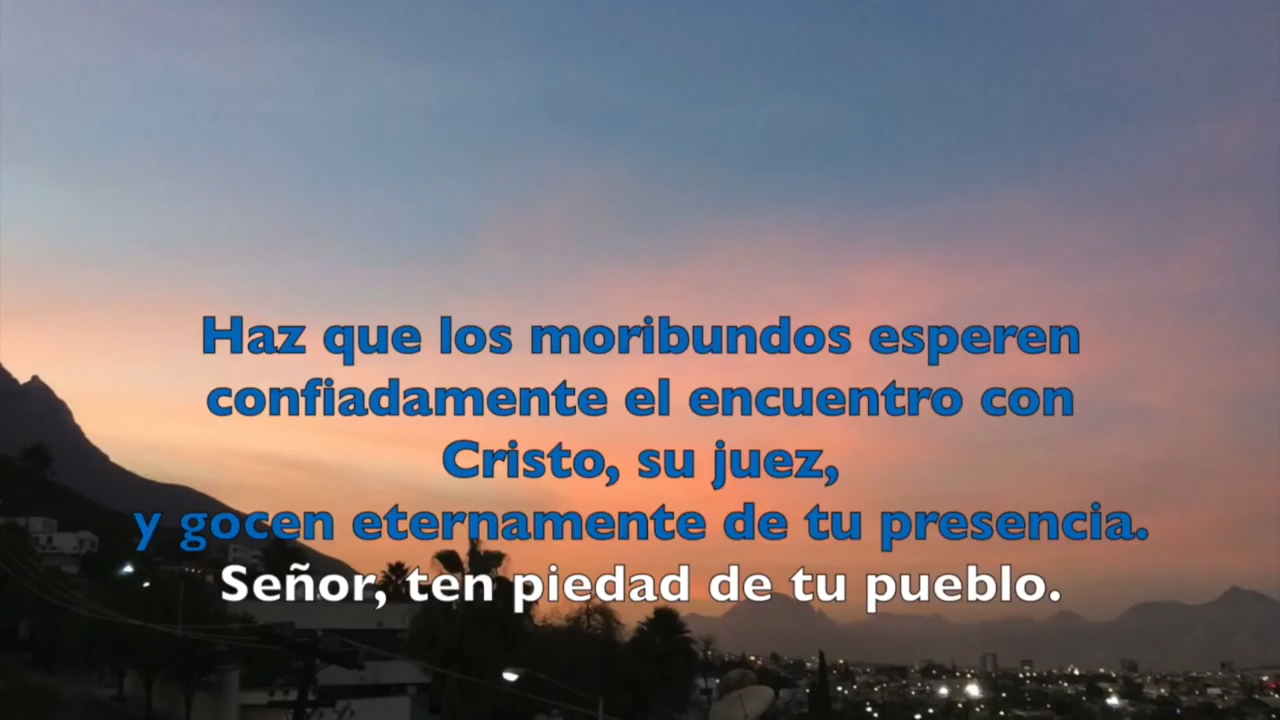 Haz que los moribundos esperen
confiadamente el encuentro con
Cristo, su juez,
y gocen eternamente de tu presencia.
Señor, ten piedad de tu pueblo.